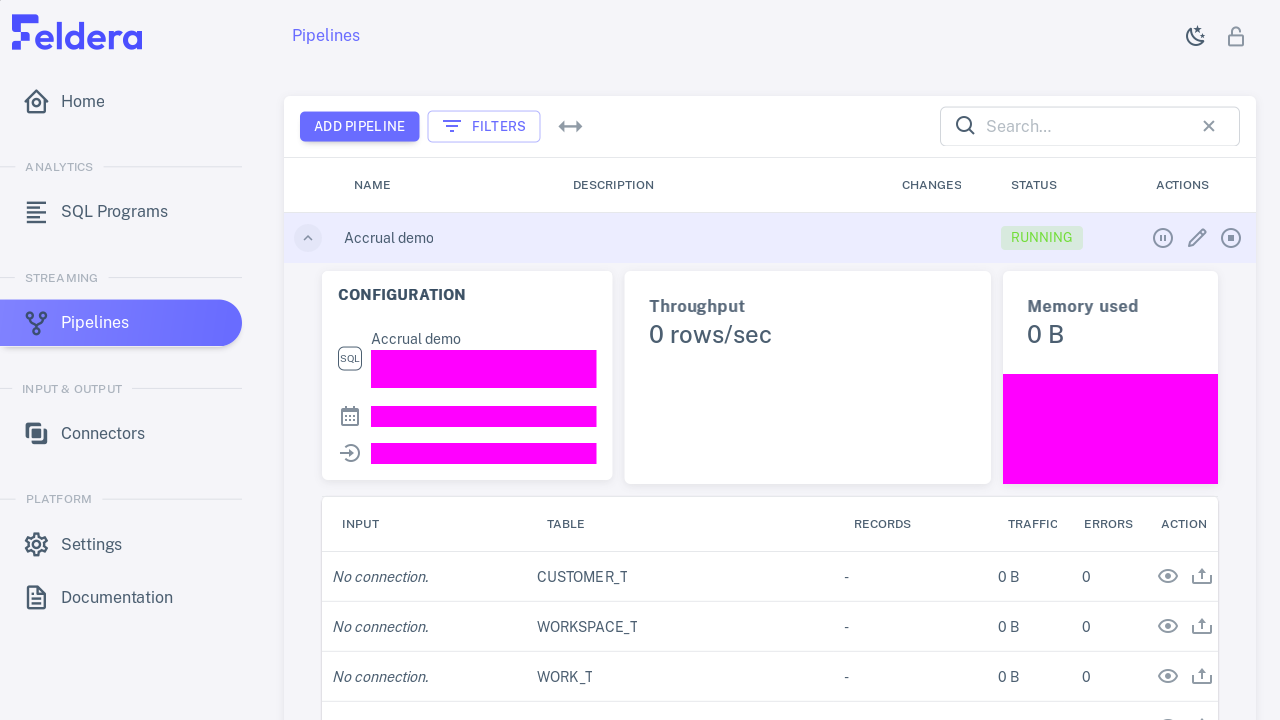 Feldera
Pipelines
Home
ANALYTICS
SQL Programs
STREAMING
Pipelines
INPUT & OUTPUT
Connectors
PLATFORM
Settings
Documentation
ADD PIPELINE
FILTERS
Search...
NAME DESCRIPTION CHANGES STATUS ACTIONS
Accrual demo RUNNING
CONFIGURATION
SQL
Accrual demo
Throughput
0 rows/sec
Memory used
0 B
INPUT TABLE RECORDS TRAFFIC ERRORS ACTION
No connection. CUSTOMER_T - 0 B 0
No connection. WORKSPACE_T - 0 B 0
No connection. WORK_T - 0 B 0